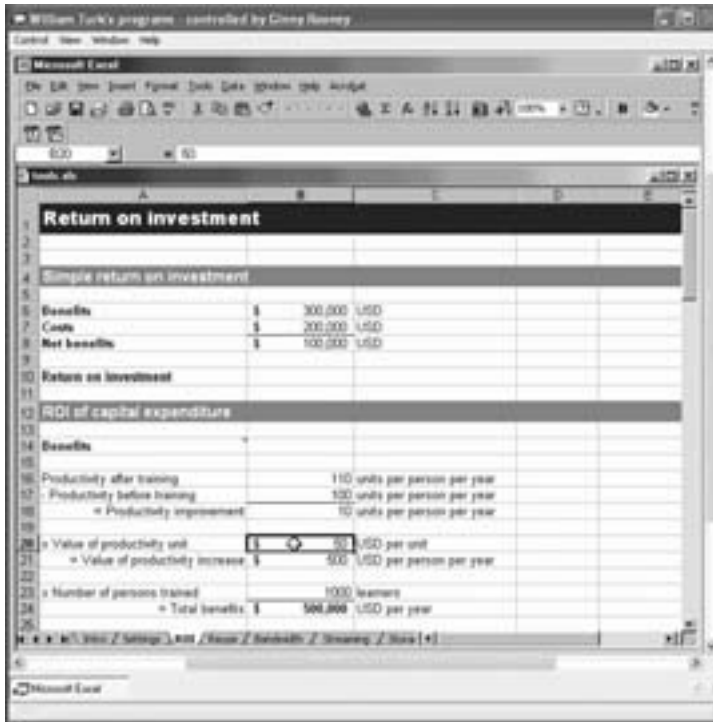 William Turk's programs - controlled by Ginny Rooney
Control View Window Help
Microsoft Excel
File Edit View Insert Format Tools Data Window Help Acrobat
100%
B20 = 50
tools.xls
A B C D E
1 Return on investment
2
3
4 Simple return on investment
5
6 Benefits $ 300,000 USD
7 Costs $ 200,000 USD
8 Net benefits $ 100,000 USD
9
10 Return on investment
11
12 ROI of capital expenditure
13
14 Benefits
15
16 Productivity after training 110 units per person per year
17 - Productivity before training 100 units per person per year
18 = Productivity improvement 10 units per person per year
19
20 x Value of productivity unit $ 50 USD per unit
21 = Value of productivity increase $ 500 USD per person per year
22
23 x Number of persons trained 1000 learners
24 = Total benefits $ 500,000 USD per year
25
Intro / Settings / ROI / Reuse / Bandwidth / Streaming
Microsoft Excel